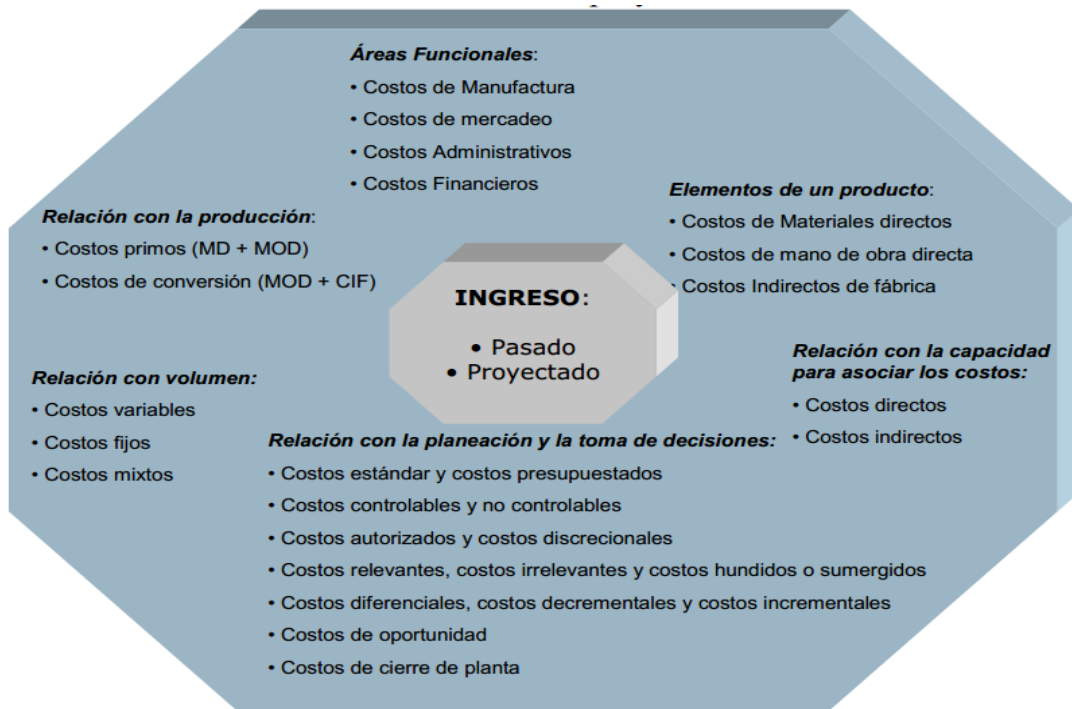 Áreas Funcionales:
• Costos de Manufactura
• Costos de mercadeo
• Costos Administrativos
• Costos Financieros
Elementos de un producto:
• Costos de Materiales directos
• Costos de mano de obra directa
• Costos Indirectos de fábrica
Relación con la producción:
• Costos primos (MD + MOD)
• Costos de conversión (MOD + CIF)
INGRESO:
• Pasado
• Proyectado
Relación con la capacidad
para asociar los costos:
• Costos directos
• Costos indirectos
Relación con volumen:
• Costos variables
• Costos fijos
• Costos mixtos
Relación con la planeación y la toma de decisiones:
• Costos estándar y costos presupuestados
• Costos controlables y no controlables
• Costos autorizados y costos discrecionales
• Costos relevantes, costos irrelevantes y costos hundidos o sumergidos
• Costos diferenciales, costos decrementales y costos incrementales
• Costos de oportunidad
• Costos de cierre de planta